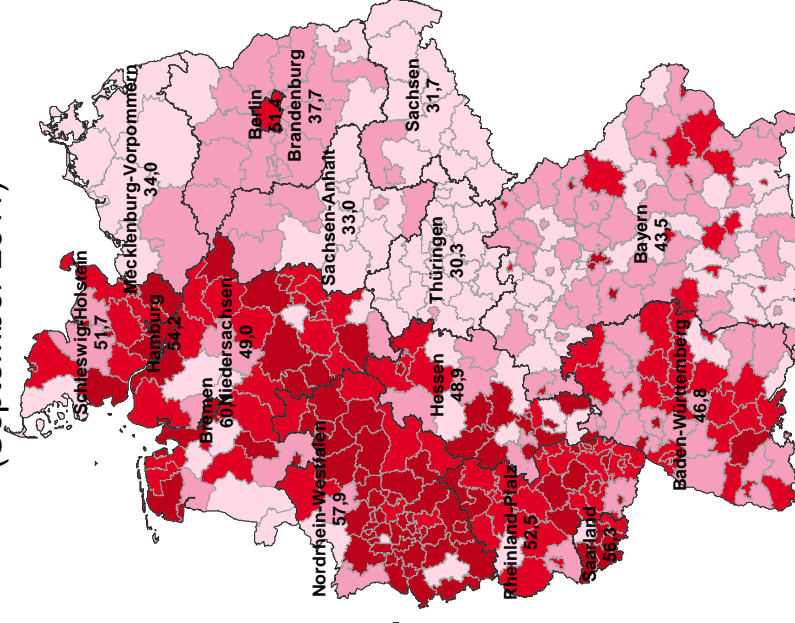 Schleswig-Holstein
51,7
Mecklenburg-Vorpommern
34,0
Hamburg
54,2
Bremen
Niedersachsen
49,0
Berlin
51,4
Brandenburg
37,7
Sachsen-Anhalt
33,0
Sachsen
31,7
Thüringen
30,3
Hessen
48,9
Nordrhein-Westfalen
57,9
Rheinland-Pfalz
52,5
Saarland
56,3
Baden-Württemberg
46,8
Bayern
43,5